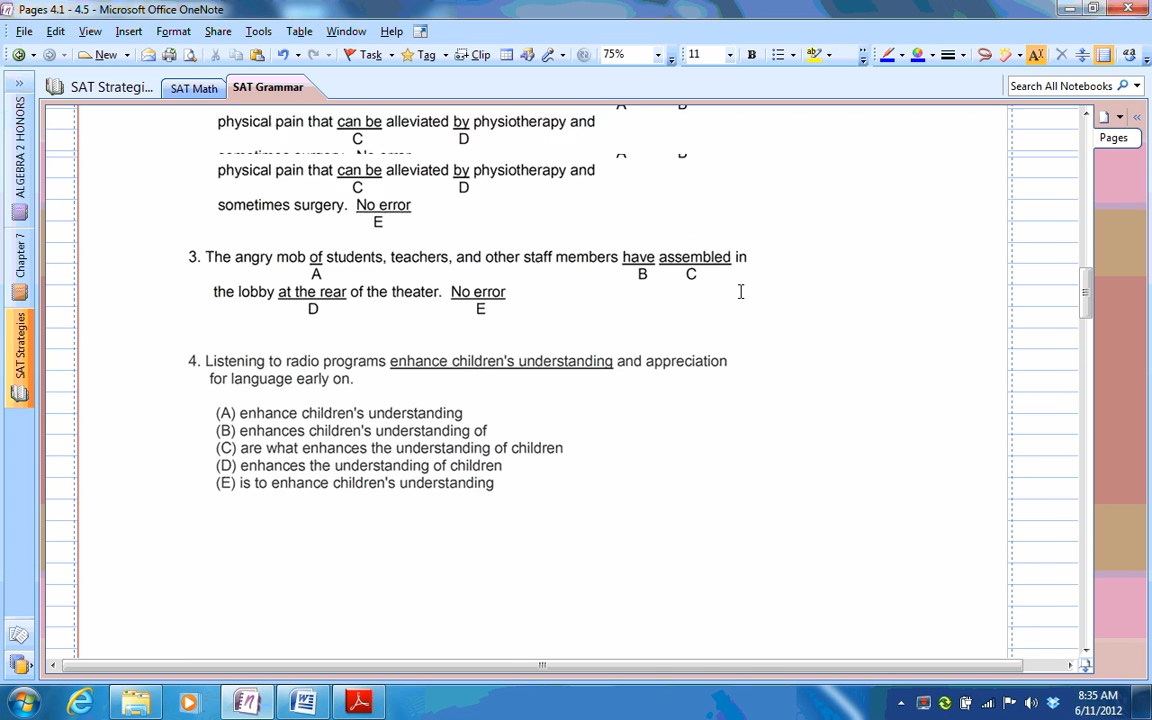 Pages 4.1 - 4.5 - Microsoft Office OneNote
File Edit View Insert Format Share Tools Table Window Help
New Task Tag Clip 75% 11 B
SAT Strategi... SAT Math SAT Grammar Search All Notebooks
Pages
ALGEBRA 2 HONORS
Chapter 7
SAT Strategies
A B
physical pain that can be alleviated by physiotherapy and
C D
sometimes surgery. No error
A B
physical pain that can be alleviated by physiotherapy and
C D
sometimes surgery. No error
E
3. The angry mob of students, teachers, and other staff members have assembled in
A B C
the lobby at the rear of the theater. No error
D E
4. Listening to radio programs enhance children's understanding and appreciation
for language early on.
(A) enhance children's understanding
(B) enhances children's understanding of
(C) are what enhances the understanding of children
(D) enhances the understanding of children
(E) is to enhance children's understanding
8:35 AM
6/11/2012